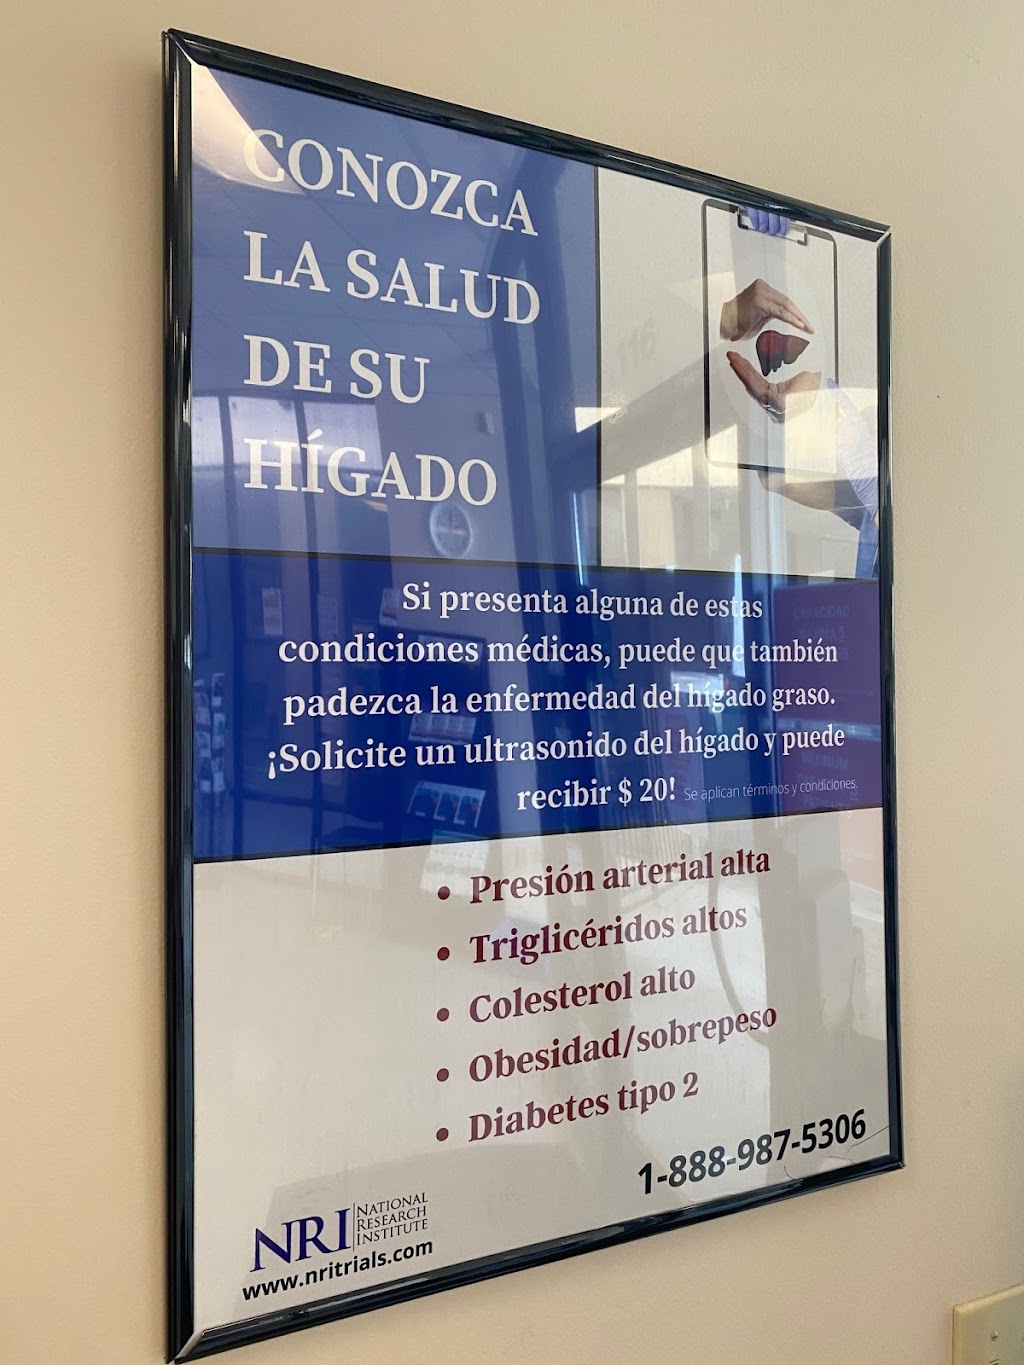 CONOZCA
LA SALUD
DE SU
HÍGADO
116
Si presenta alguna de estas
condiciones médicas, puede que también
padezca la enfermedad del hígado graso.
¡Solicite un ultrasonido del hígado y puede
recibir $ 20! Se aplican términos y condiciones.
CAPACIDAD
• Presión arterial alta
• Triglicéridos altos
• Colesterol alto
• Obesidad/sobrepeso
• Diabetes tipo 2
1-888-987-5306
NRI NATIONAL
RESEARCH
INSTITUTE
www.nritrials.com